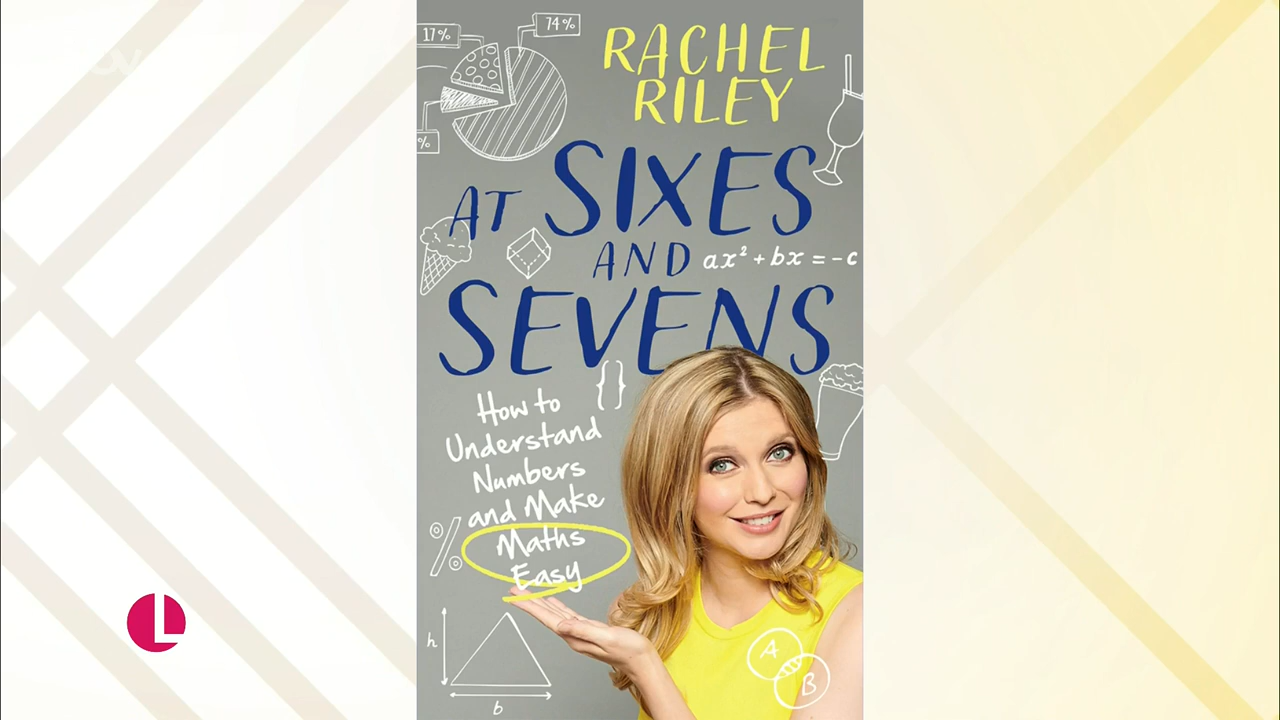 17%
74%
%
RACHEL
RILEY
AT SIXES
AND
ax² + bx = -c
SEVENS
{}
How to
Understand
Numbers
and Make
Maths
Easy
%
h
b
A
B
L